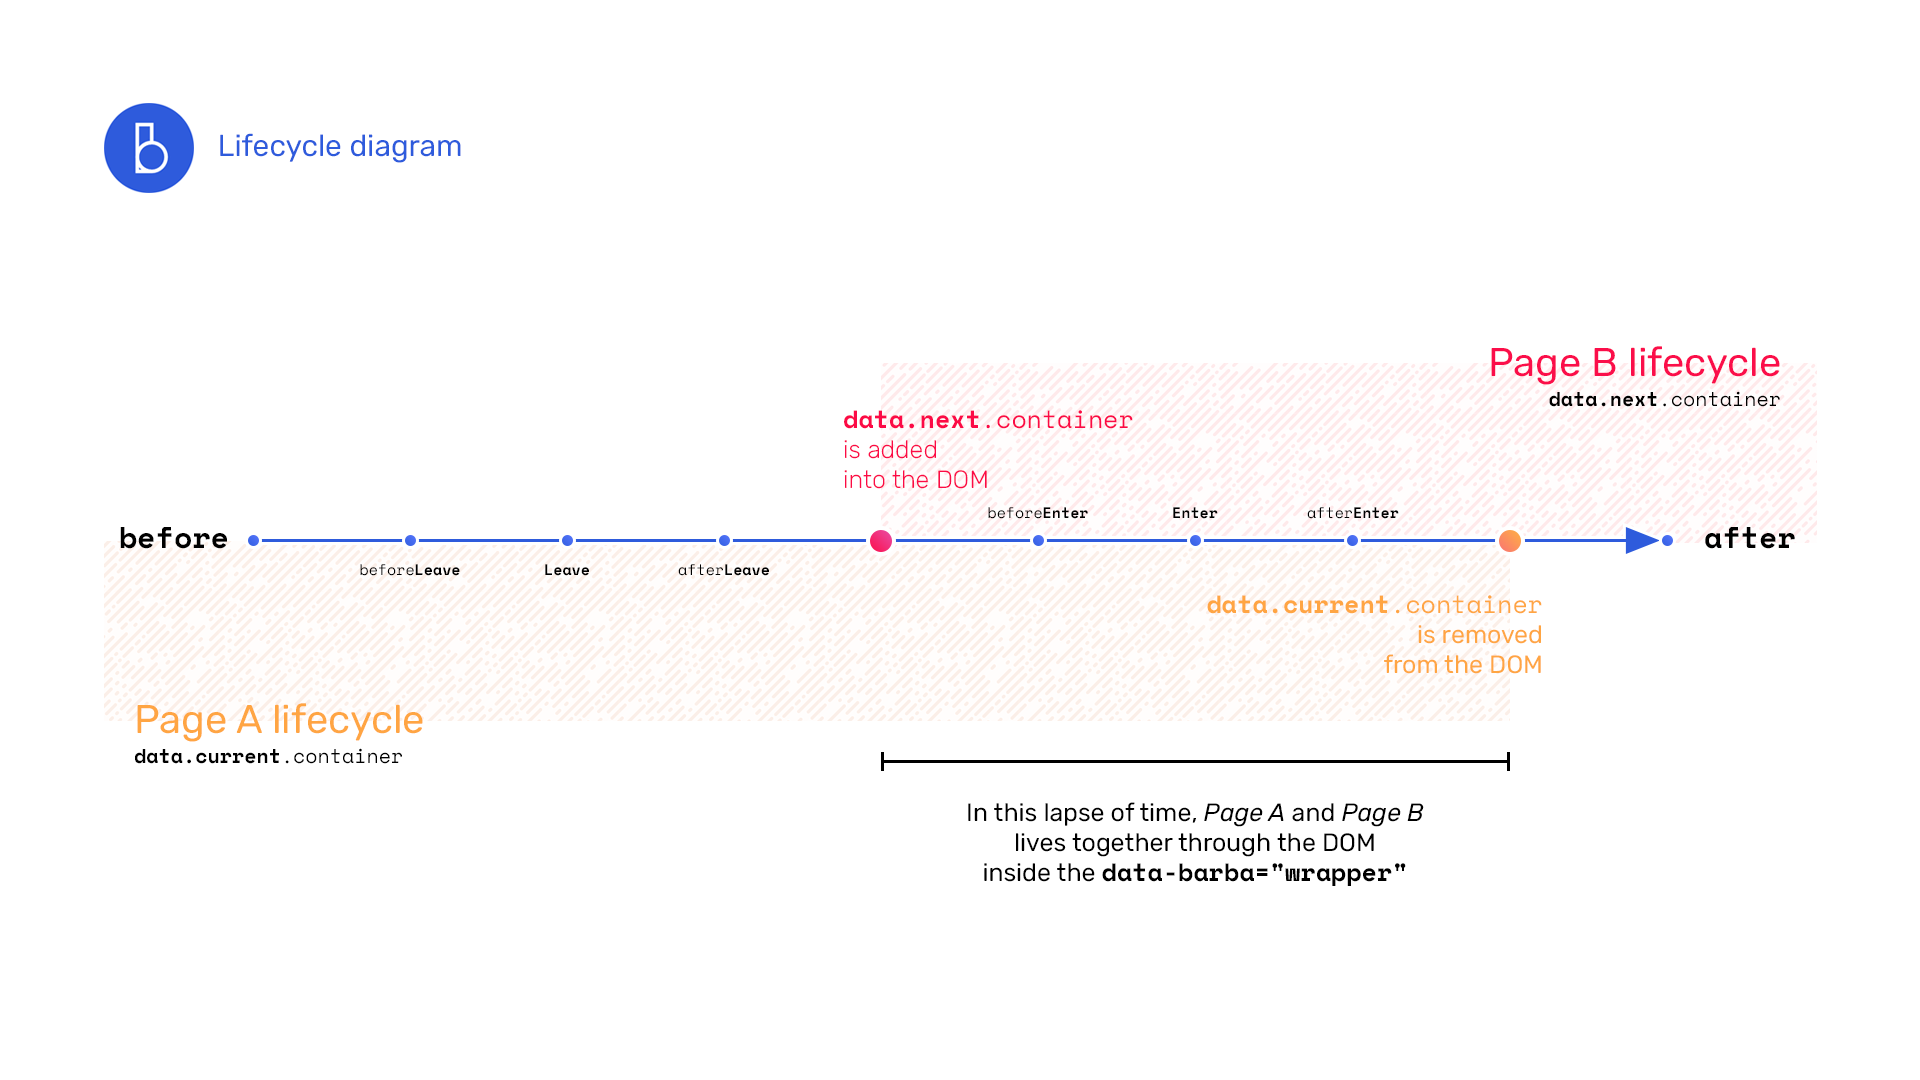 b
Lifecycle diagram
Page B lifecycle
data.next.container
data.next.container
is added
into the DOM
beforeEnter
Enter
afterEnter
before
after
beforeLeave
Leave
afterLeave
data.current.container
is removed
from the DOM
Page A lifecycle
data.current.container
In this lapse of time, Page A and Page B
lives together through the DOM
inside the data-barba="wrapper"